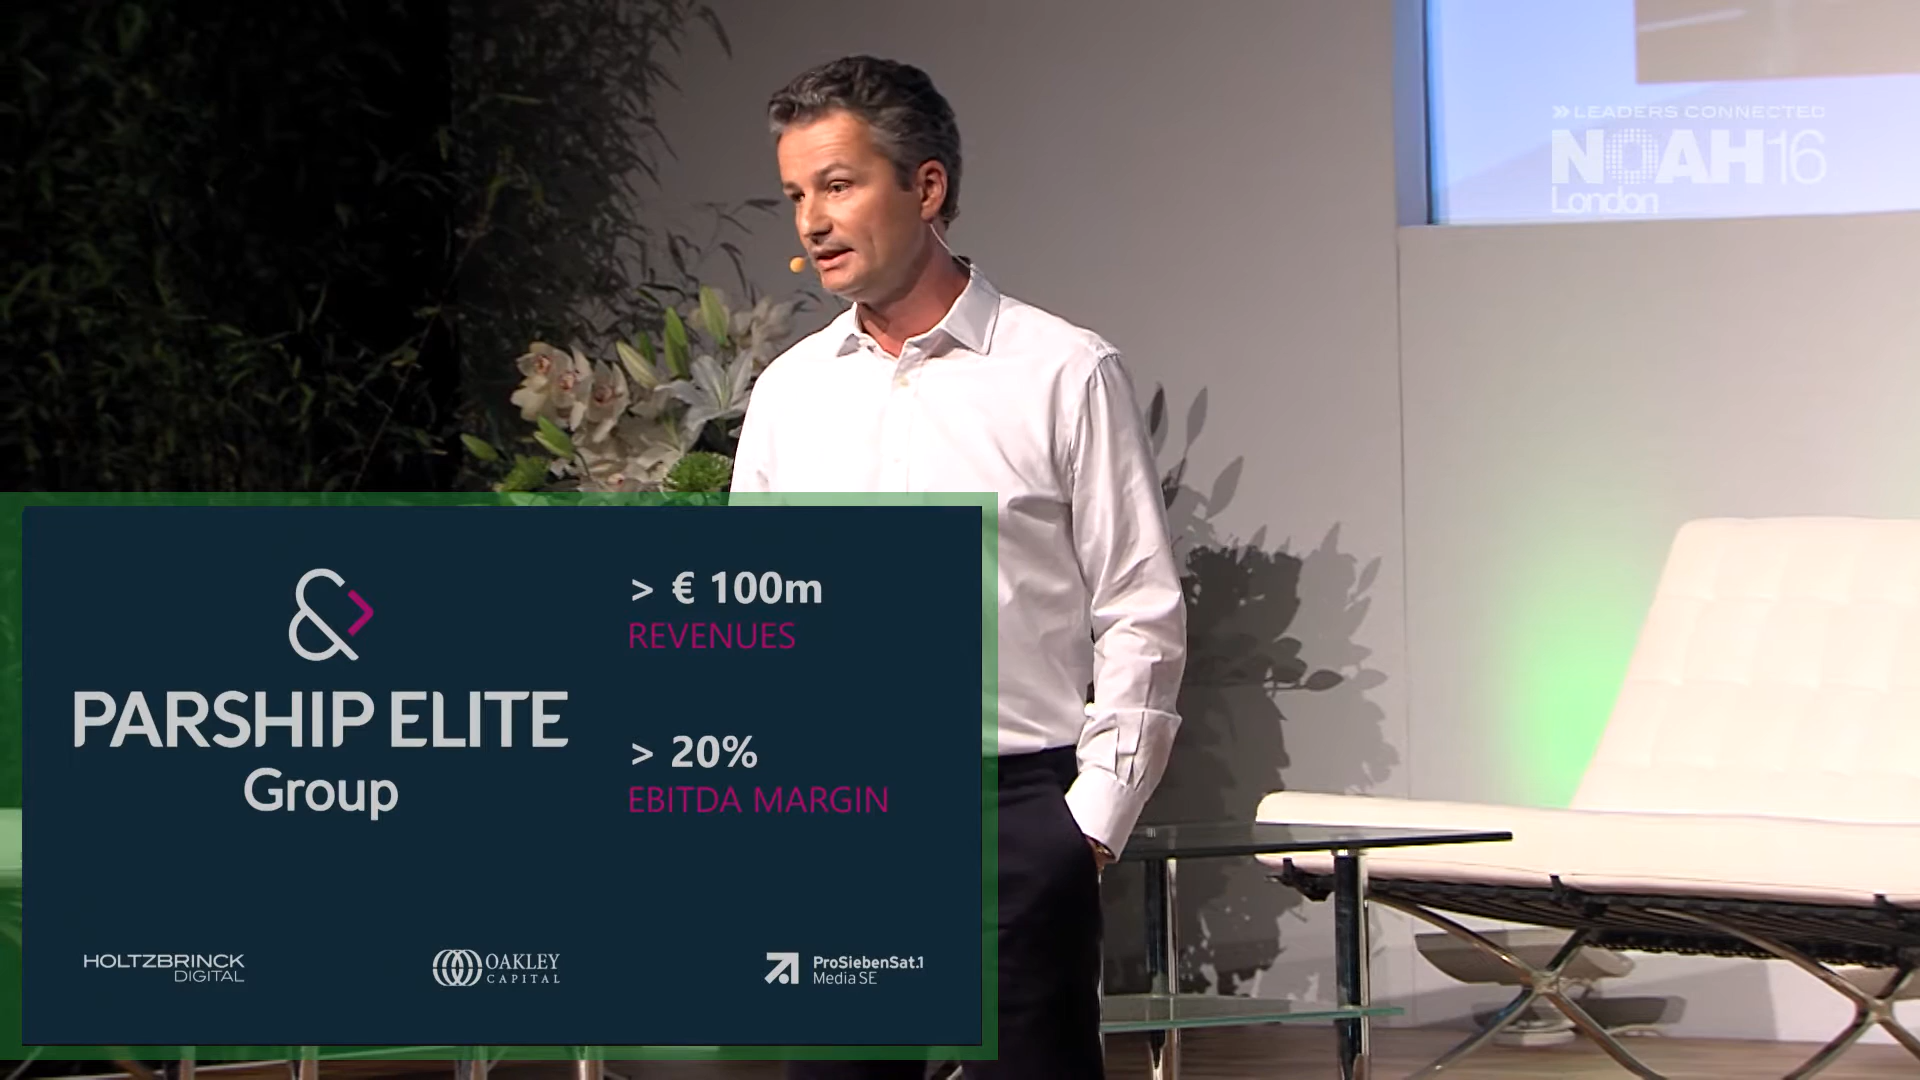 LEADERS CONNECTED
NOAH16
London
&
PARSHIP ELITE
Group
> € 100m
REVENUES
> 20%
EBITDA MARGIN
HOLTZBRINCK
DIGITAL
OAKLEY
CAPITAL
ProSiebenSat.1
Media SE